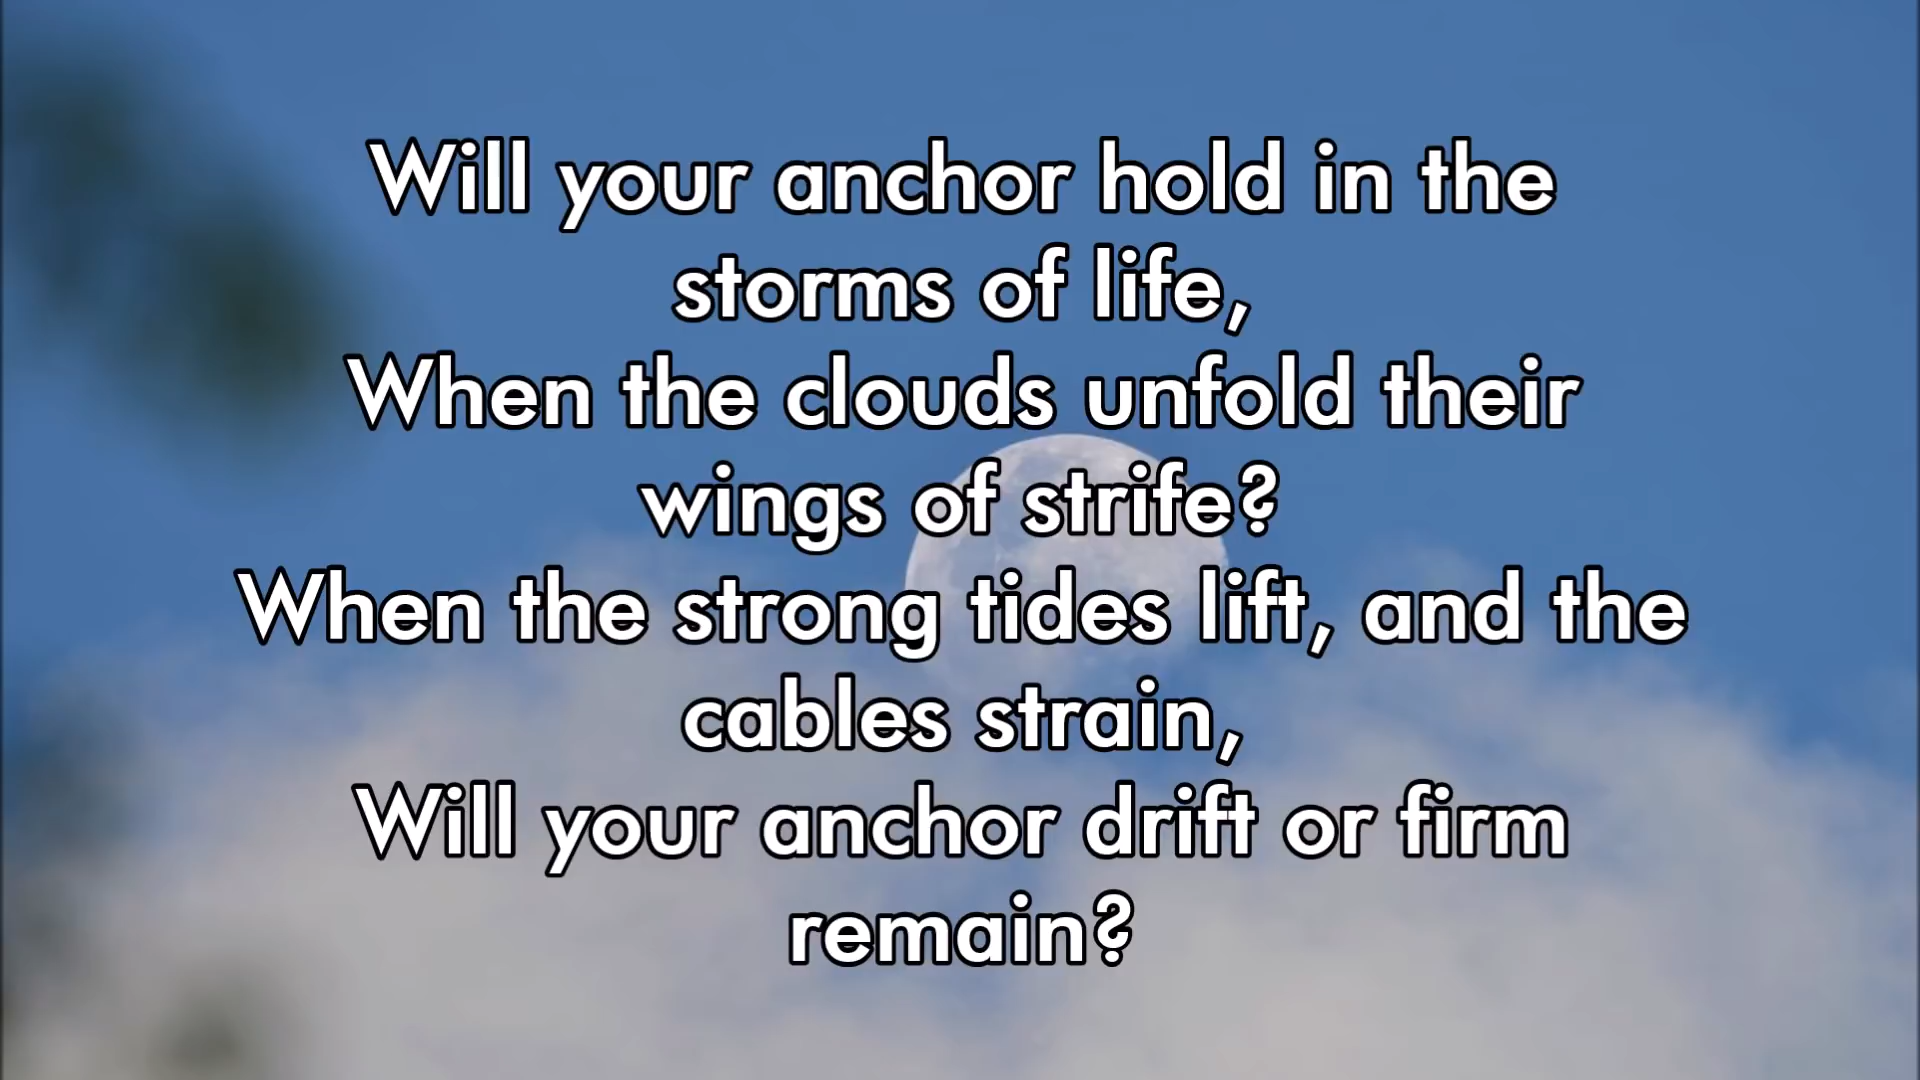 Will your anchor hold in the
storms of life,
When the clouds unfold their
wings of strife?
When the strong tides lift, and the
cables strain,
Will your anchor drift or firm
remain?